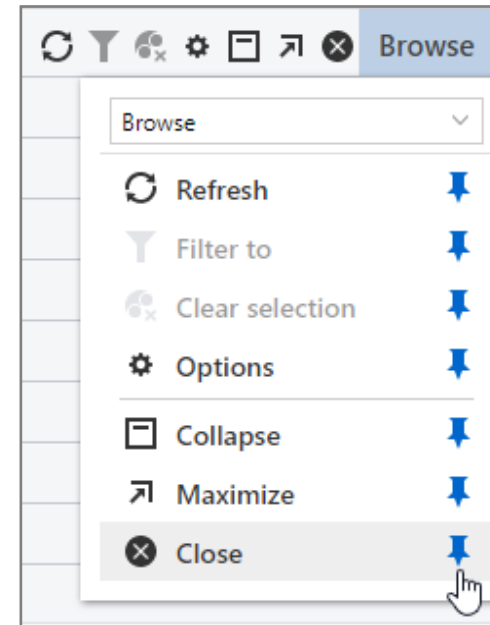 Browse
Browse
Refresh
Filter to
Clear selection
Options
Collapse
Maximize
Close